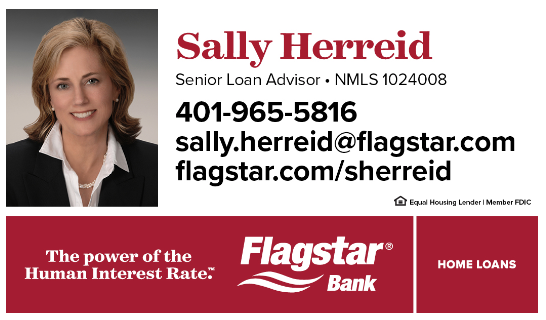 Sally Herreid
Senior Loan Advisor • NMLS 1024008
401-965-5816
sally.herreid@flagstar.com
flagstar.com/sherreid
Equal Housing Lender | Member FDIC
The power of the
Human Interest Rate.™
Flagstar®
Bank
HOME LOANS